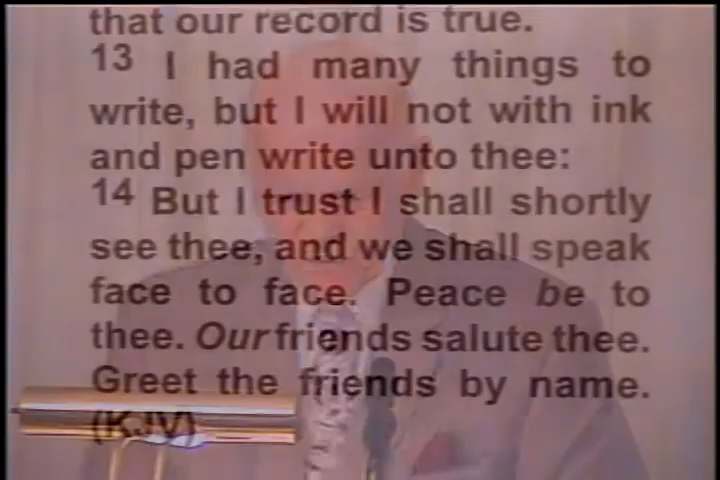 that our record is true.
13 I had many things to
write, but I will not with ink
and pen write unto thee:
14 But I trust I shall shortly
see thee, and we shall speak
face to face. Peace be to
thee. Our friends salute thee.
Greet the friends by name.
(KJV)